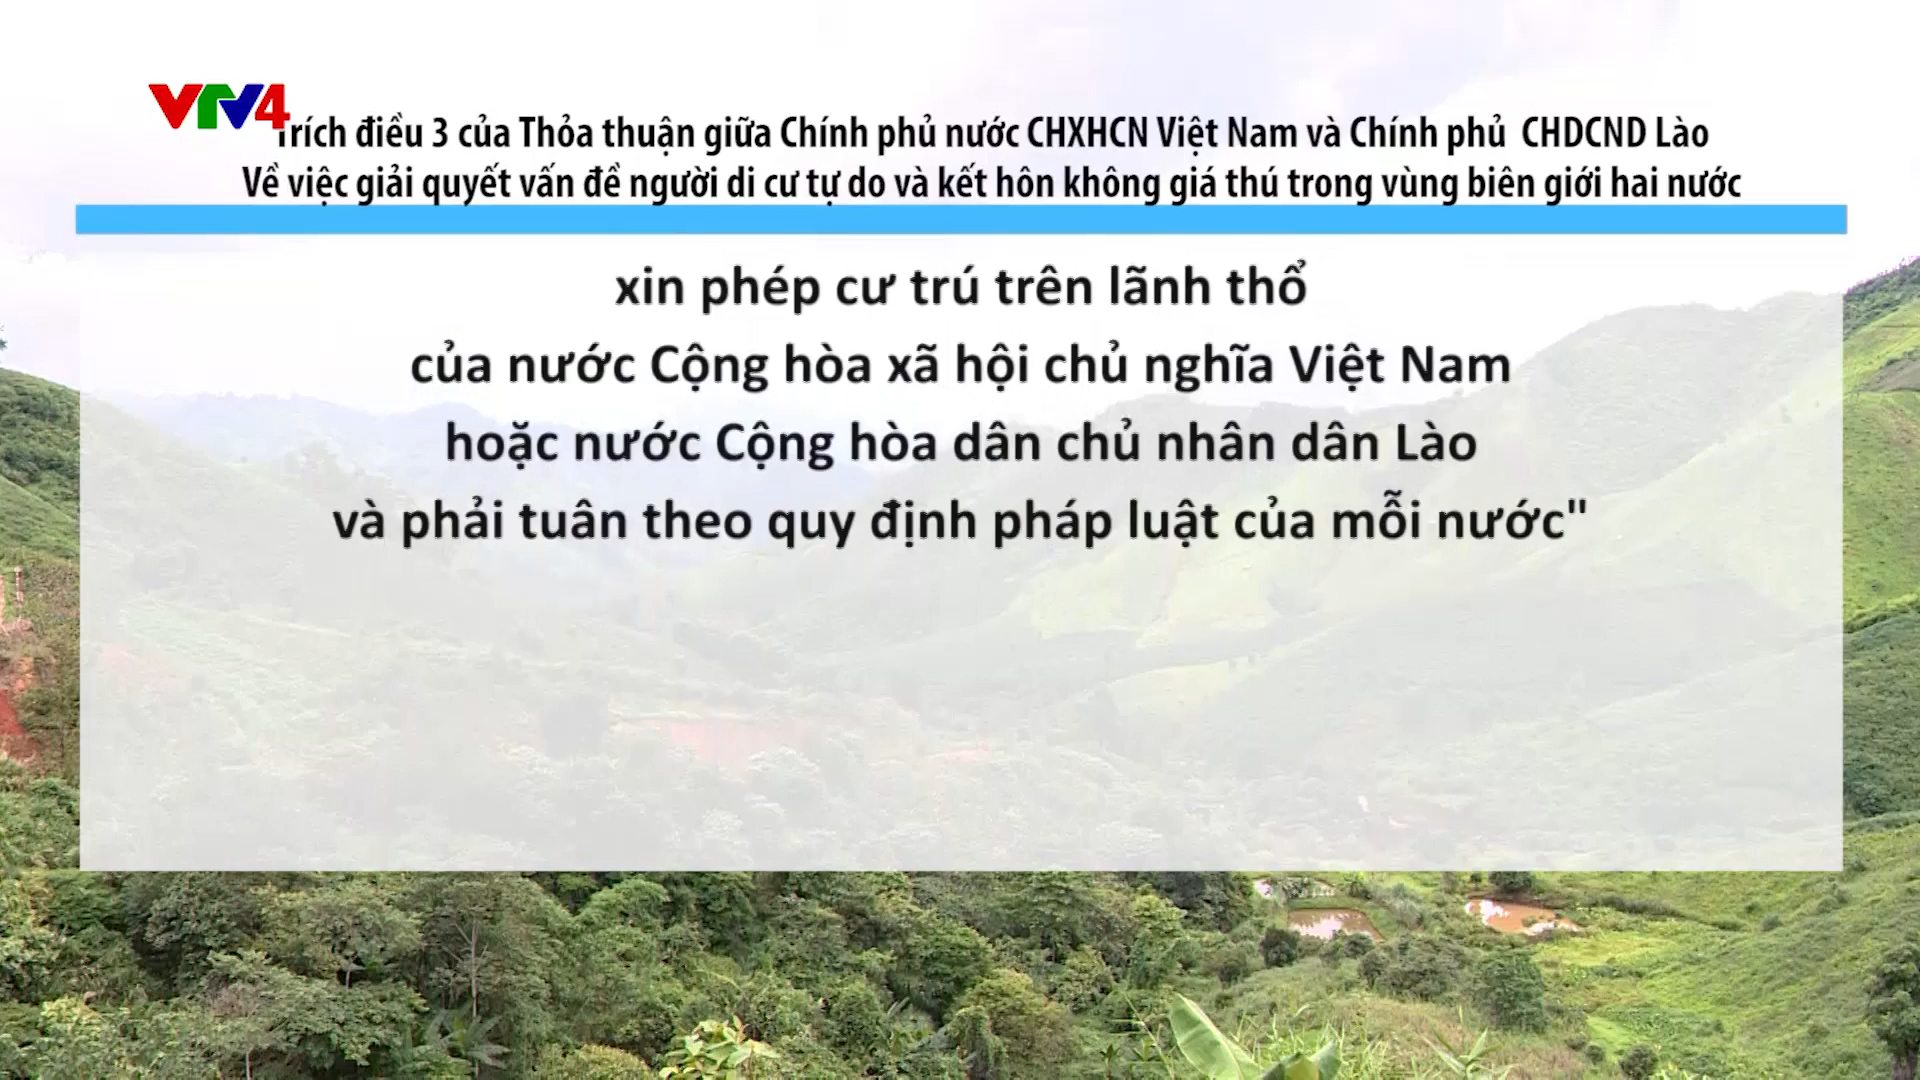 VTV4
Trích điều 3 của Thỏa thuận giữa Chính phủ nước CHXHCN Việt Nam và Chính phủ CHDCND Lào
Về việc giải quyết vấn đề người di cư tự do và kết hôn không giá thú trong vùng biên giới hai nước
xin phép cư trú trên lãnh thổ
của nước Cộng hòa xã hội chủ nghĩa Việt Nam
hoặc nước Cộng hòa dân chủ nhân dân Lào
và phải tuân theo quy định pháp luật của mỗi nước"